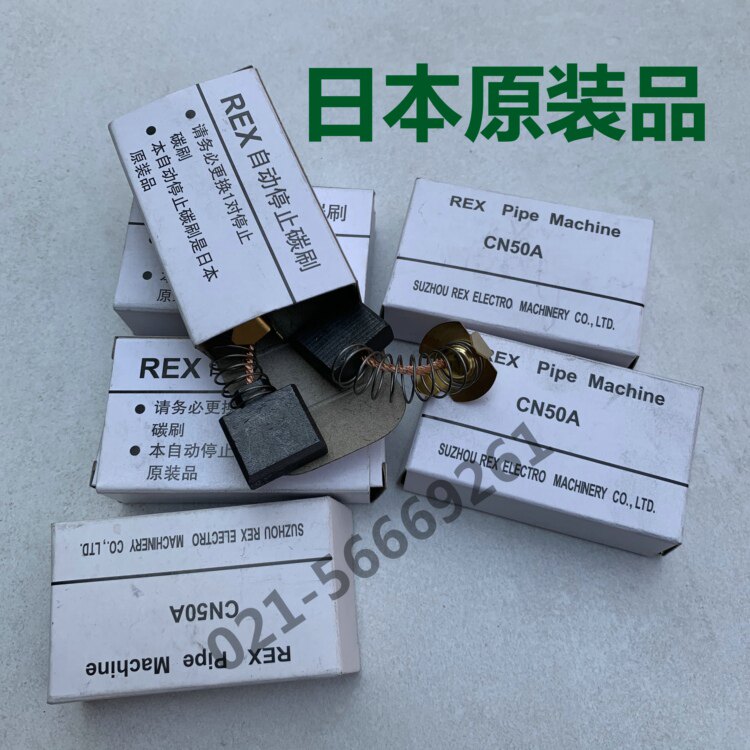 日本原装品
REX 自动停止碳刷
● 请务必更换1对停止
碳刷
● 本自动停止碳刷是日本
原装品
刷
REX Pipe Machine
CN50A
SUZHOU REX ELECTRO MACHINERY CO.,LTD.
REX
● 请务必更换
碳刷
● 本自动停止
原装品
REX Pipe Machine
CN50A
SUZHOU REX ELECTRO MACHINERY CO.,LTD.
REX Pipe Machine
CN50A
SUZHOU REX ELECTRO MACHINERY CO.,LTD.
021-56669261